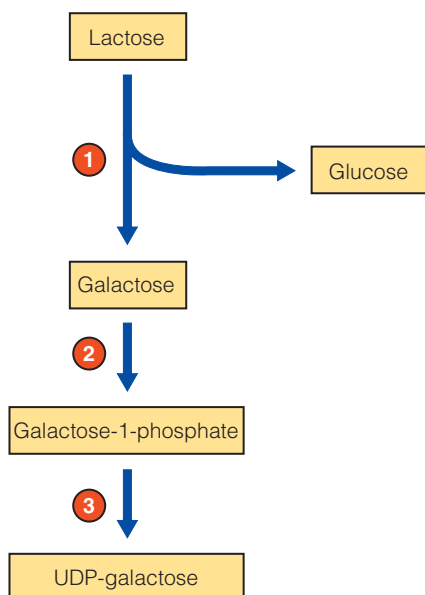 Lactose
1
Glucose
Galactose
2
Galactose-1-phosphate
3
UDP-galactose